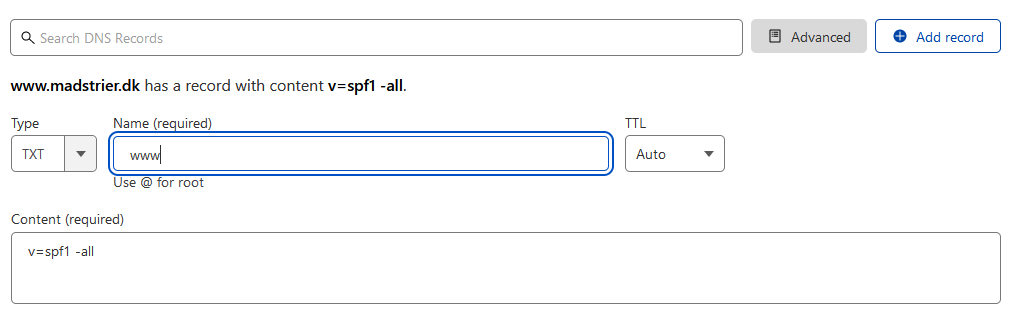 Search DNS Records
Advanced
Add record
www.madstrier.dk has a record with content v=spf1 -all.
Type
Name (required)
TTL
TXT
www
Auto
Use @ for root
Content (required)
v=spf1 -all